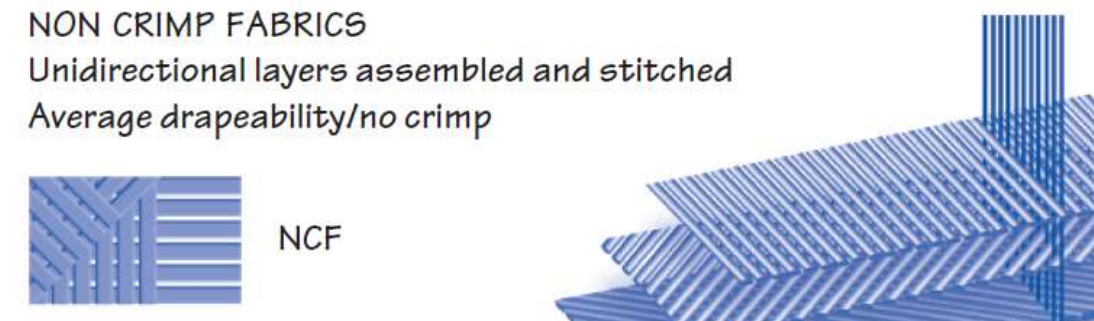 NON CRIMP FABRICS
Unidirectional layers assembled and stitched
Average drapeability/no crimp
NCF